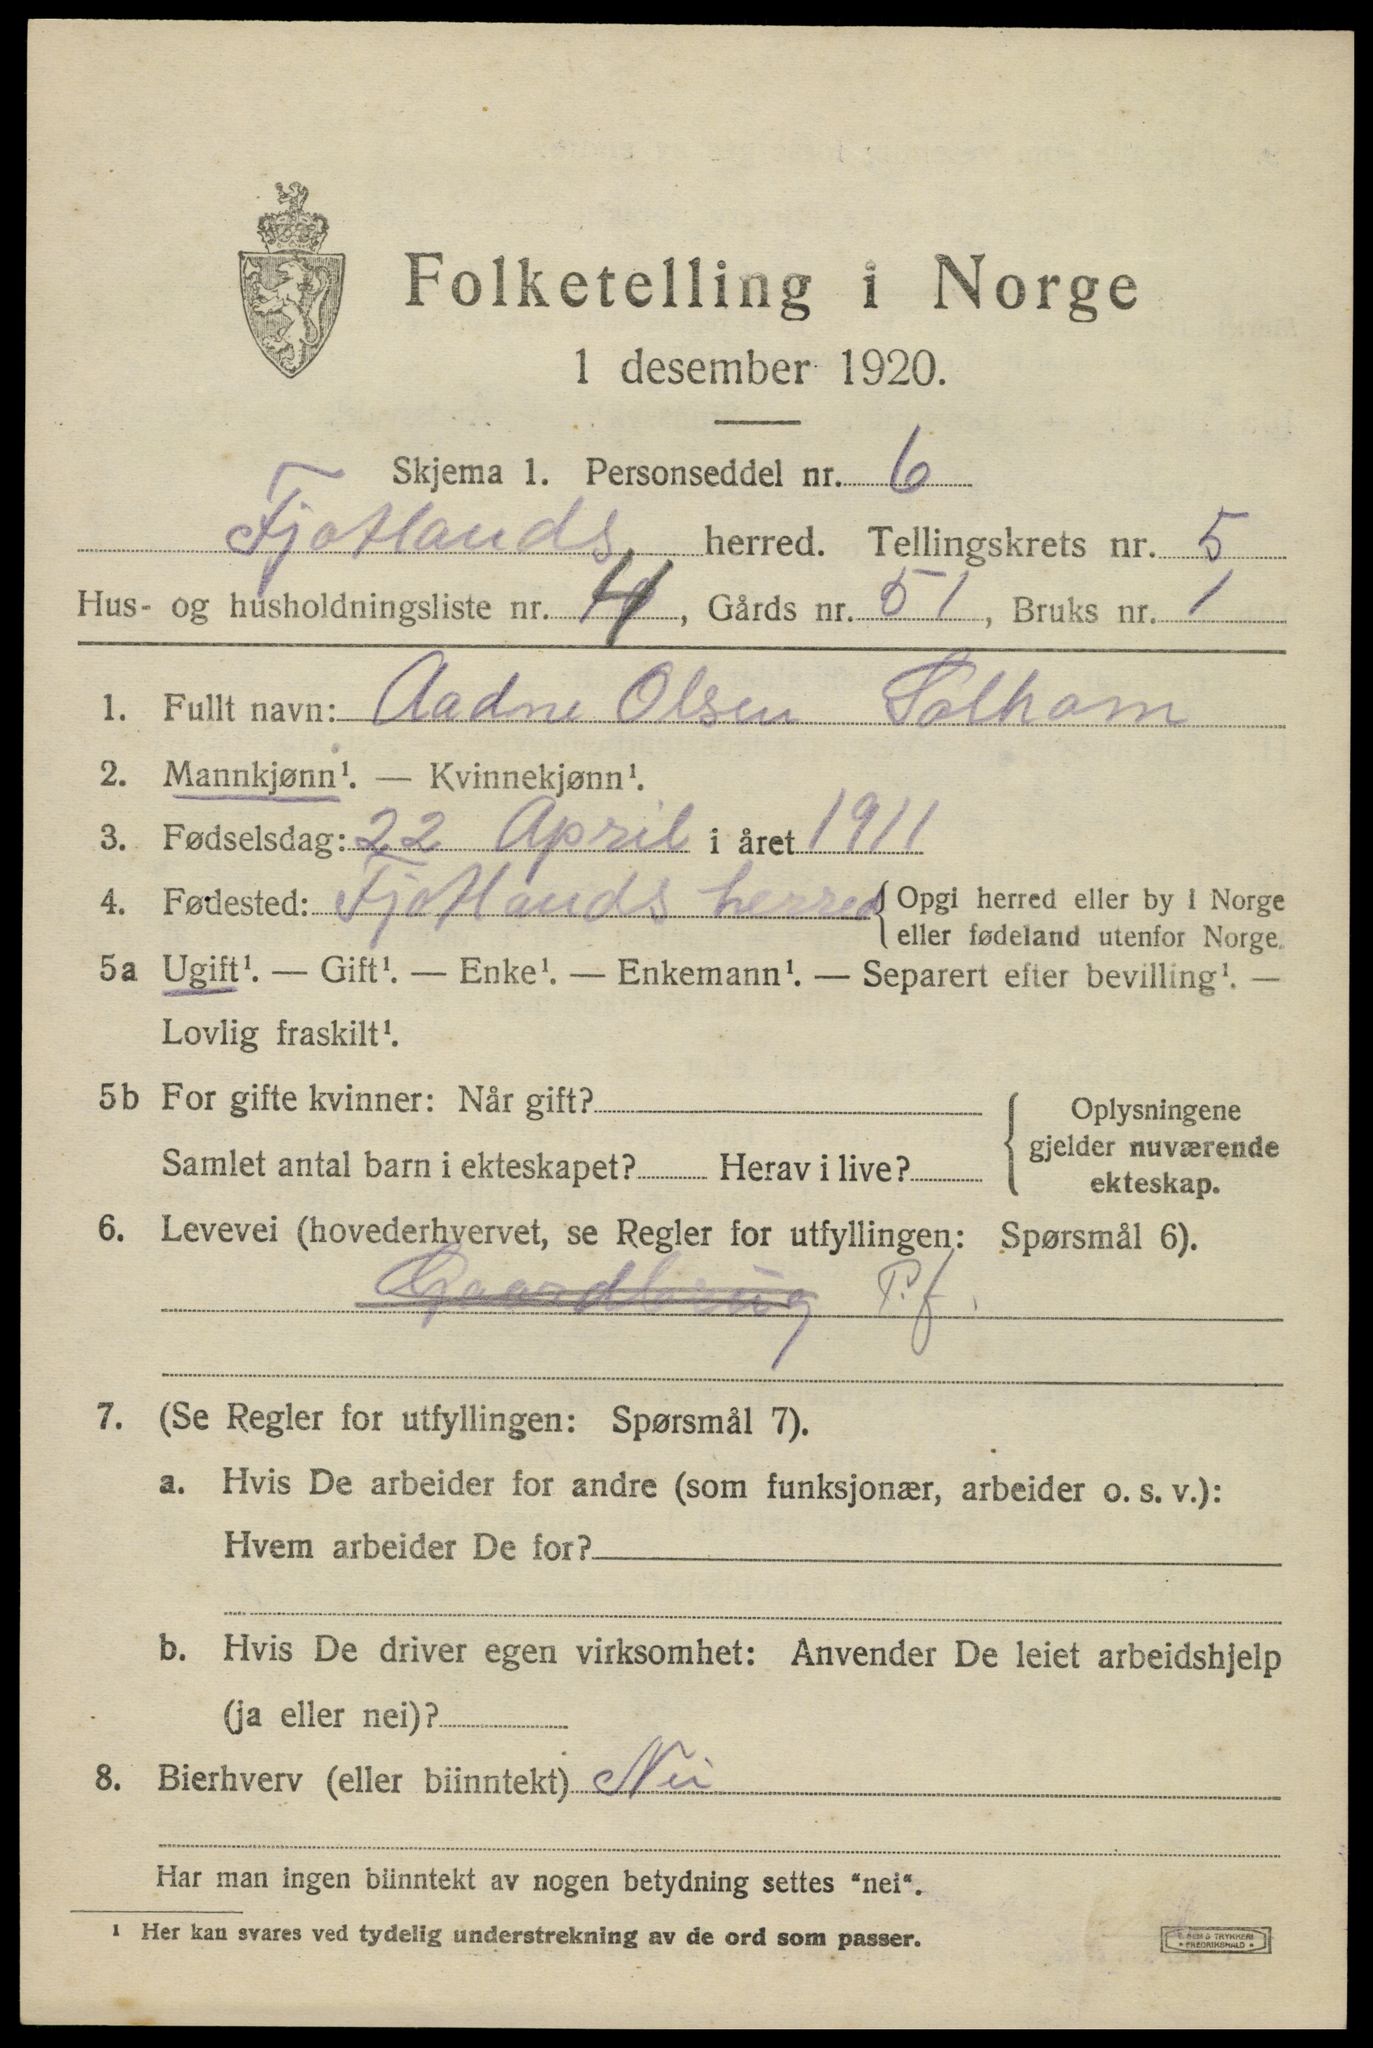 Folketelling i Norge
1 desember 1920.
Skjema 1. Personseddel nr. 6
Fjotlands herred. Tellingskrets nr. 5
Hus- og husholdningsliste nr. 4, Gårds nr. 51, Bruks nr. 1
1. Fullt navn: Aadne Olsen Solhom
2. Mannkjønn¹. — Kvinnekjønn¹.
3. Fødselsdag: 22 April i året 1911
4. Fødested: Fjotlands herred { Opgi herred eller by i Norge
eller fødeland utenfor Norge.
5a Ugift¹. — Gift¹. — Enke¹. — Enkemann¹. — Separert efter bevilling¹. —
Lovlig fraskilt¹.
5b For gifte kvinner: Når gift?
Samlet antal barn i ekteskapet? Herav i live?
{ Oplysningene
gjelder nuværende
ekteskap.
6. Levevei (hovederhvervet, se Regler for utfyllingen: Spørsmål 6).
P.f.
7. (Se Regler for utfyllingen: Spørsmål 7).
a. Hvis De arbeider for andre (som funksjonær, arbeider o. s. v.):
Hvem arbeider De for?
b. Hvis De driver egen virksomhet: Anvender De leiet arbeidshjelp
(ja eller nei)?
8. Bierhverv (eller biinntekt) Nei
Har man ingen biinntekt av nogen betydning settes "nei".
¹ Her kan svares ved tydelig understrekning av de ord som passer.
SEM & TRYKKERI
• FREDRIKSHALD •